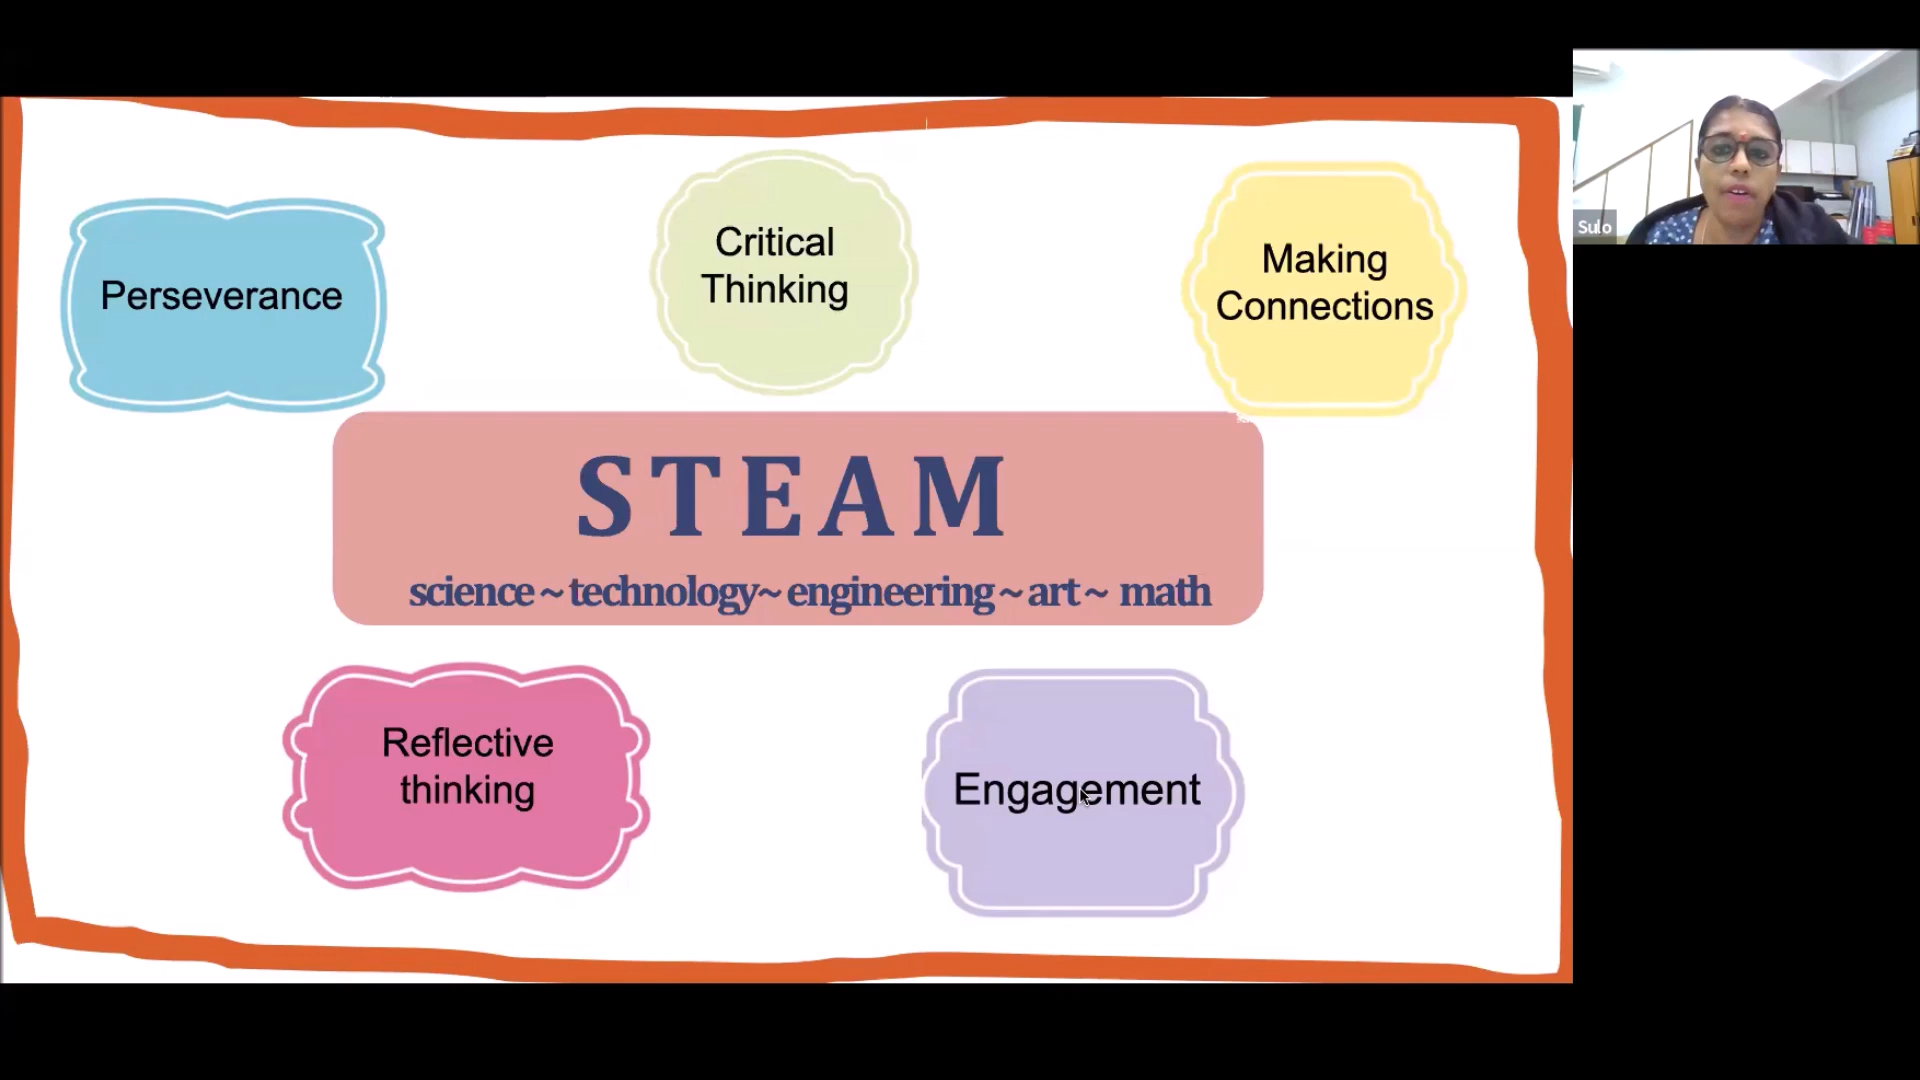 Perseverance
Critical
Thinking
Making
Connections
Sulo
STEAM
science ~ technology~ engineering ~ art ~ math
Reflective
thinking
Engagement